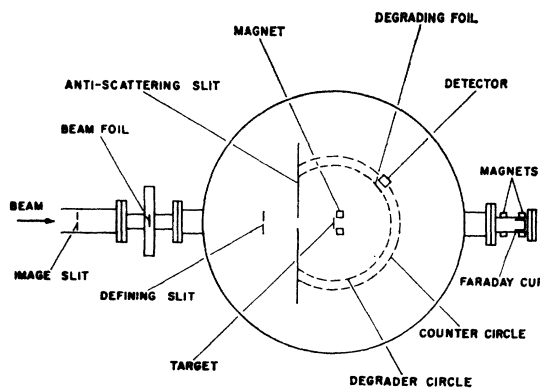 MAGNET
DEGRADING FOIL
ANTI-SCATTERING SLIT
DETECTOR
BEAM FOIL
MAGNETS
BEAM
IMAGE SLIT
DEFINING SLIT
FARADAY CUP
COUNTER CIRCLE
TARGET
DEGRADER CIRCLE